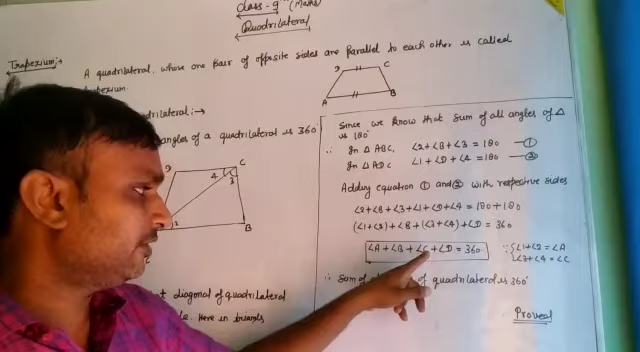 class - 9th (Maths)
Quadrilateral
Trapezium :→
A quadrilateral, whose one pair of opposite sides are parallel to each other is called
D C
A B
angles of a quadrilateral is 360
D C
4 3
2
B
diagonal of quadrilateral
Here in triangles
Since we know that sum of all angles of △
is 180°
∴ In △ ABC, ∠2+∠B+∠3 = 180 — ①
In △ ADC ∠1+∠D+∠4 = 180 — ②
Adding equation ① and ② with respective sides
∠2+∠B+∠3+∠1+∠D+∠4 = 180+180
(∠1+∠2)+∠B+(∠3+∠4)+∠D = 360
∠A+∠B+∠C+∠D = 360 ∵ {∠1+∠2 = ∠A
∠3+∠4 = ∠C
∴ Sum of of quadrilateral is 360°
Proved